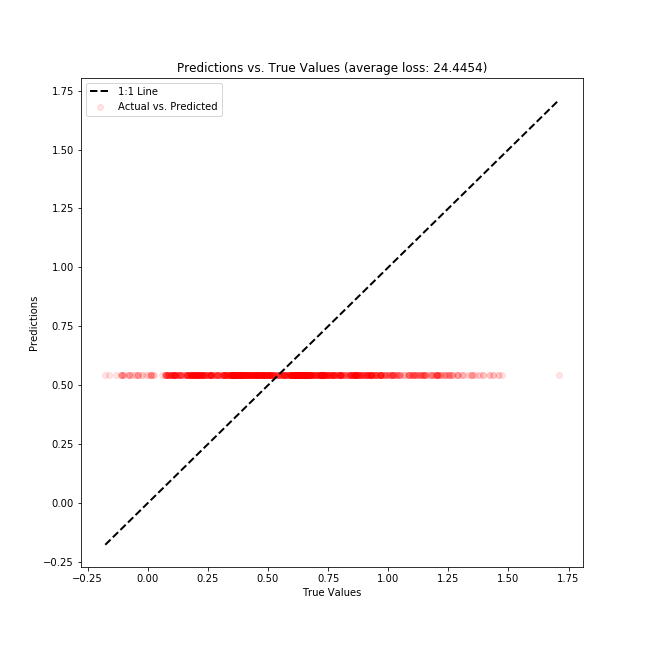 Predictions vs. True Values (average loss: 24.4454)
1:1 Line
Actual vs. Predicted
1.75
1.50
1.25
1.00
0.75
0.50
0.25
0.00
−0.25
Predictions
−0.25 0.00 0.25 0.50 0.75 1.00 1.25 1.50 1.75
True Values